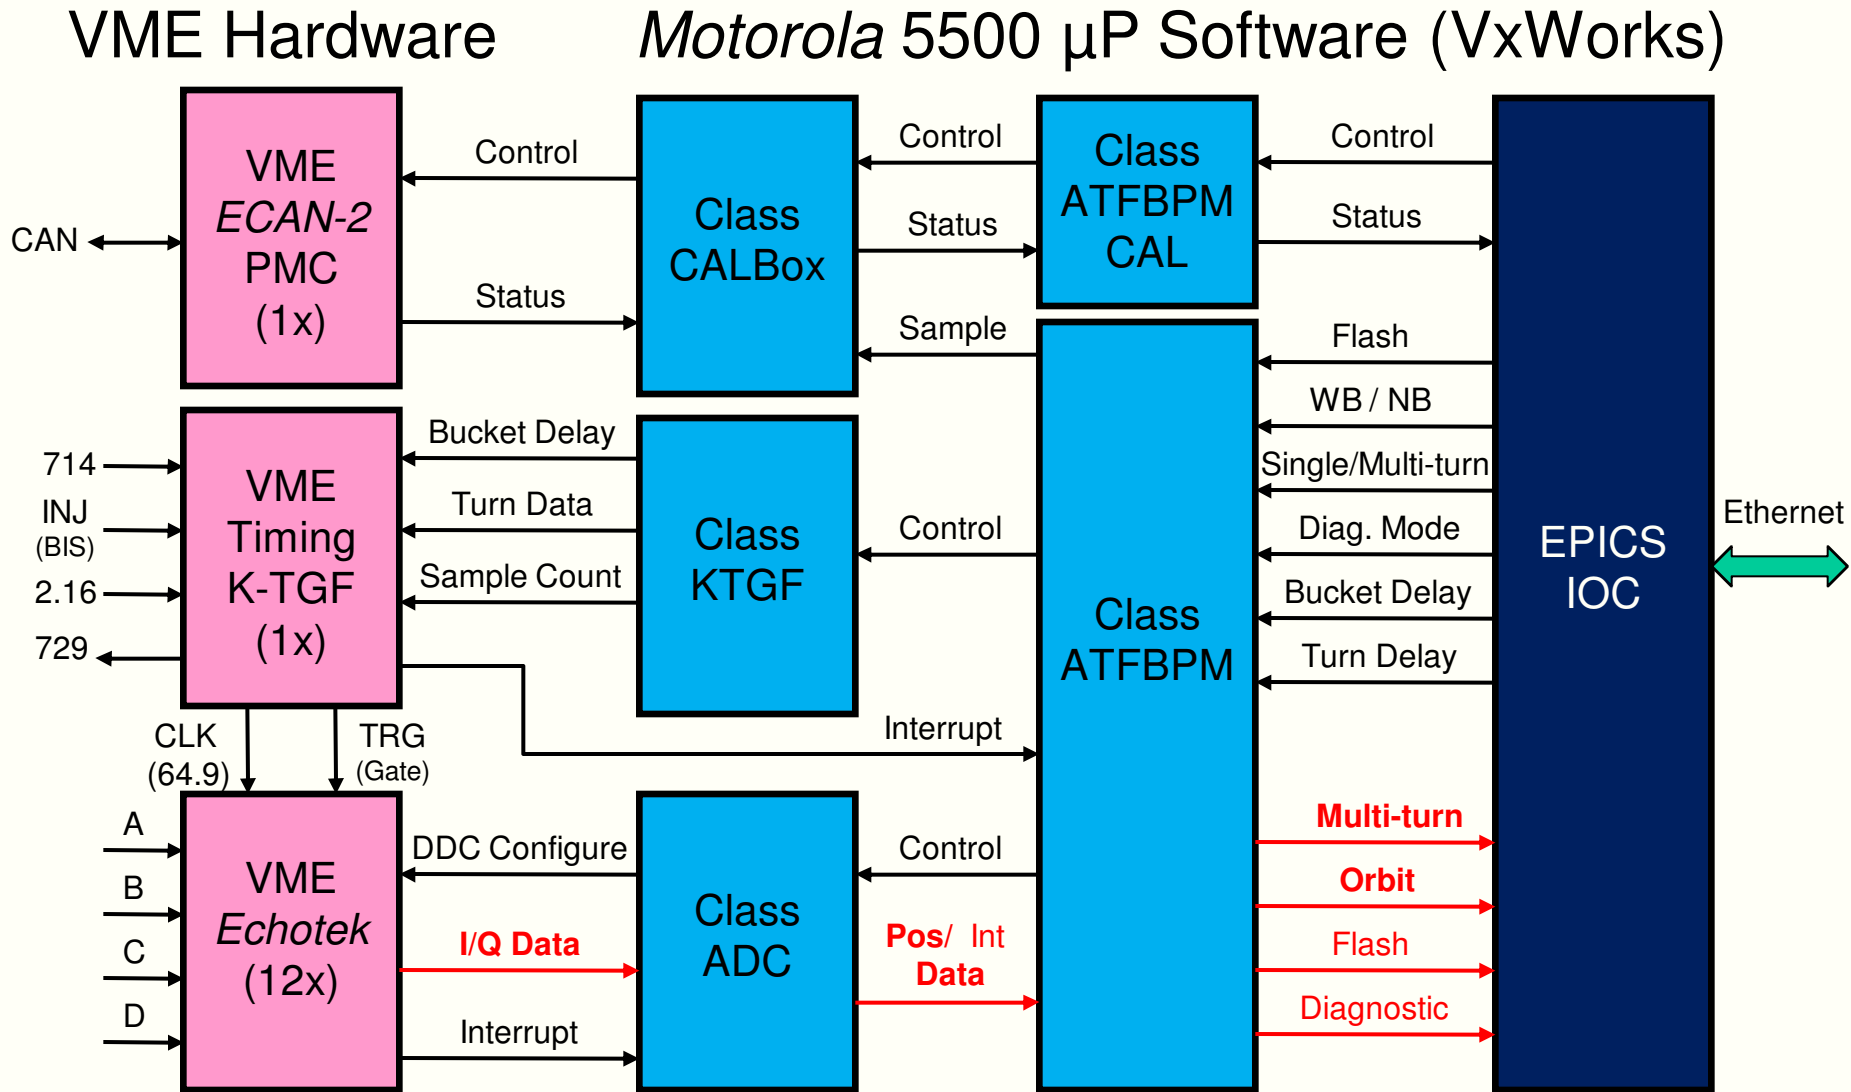 VME Hardware
Motorola 5500 µP Software (VxWorks)
CAN
VME
ECAN-2
PMC
(1x)
Control
Status
Class
CALBox
Control
Status
Sample
Class
ATFBPM
CAL
Control
Status
714
INJ
(BIS)
2.16
729
VME
Timing
K-TGF
(1x)
Bucket Delay
Turn Data
Sample Count
Class
KTGF
Control
Interrupt
Class
ATFBPM
Flash
WB / NB
Single/Multi-turn
Diag. Mode
Bucket Delay
Turn Delay
EPICS
IOC
Ethernet
CLK
(64.9)
TRG
(Gate)
A
B
C
D
VME
Echotek
(12x)
DDC Configure
I/Q Data
Interrupt
Class
ADC
Control
Pos/ Int
Data
Multi-turn
Orbit
Flash
Diagnostic